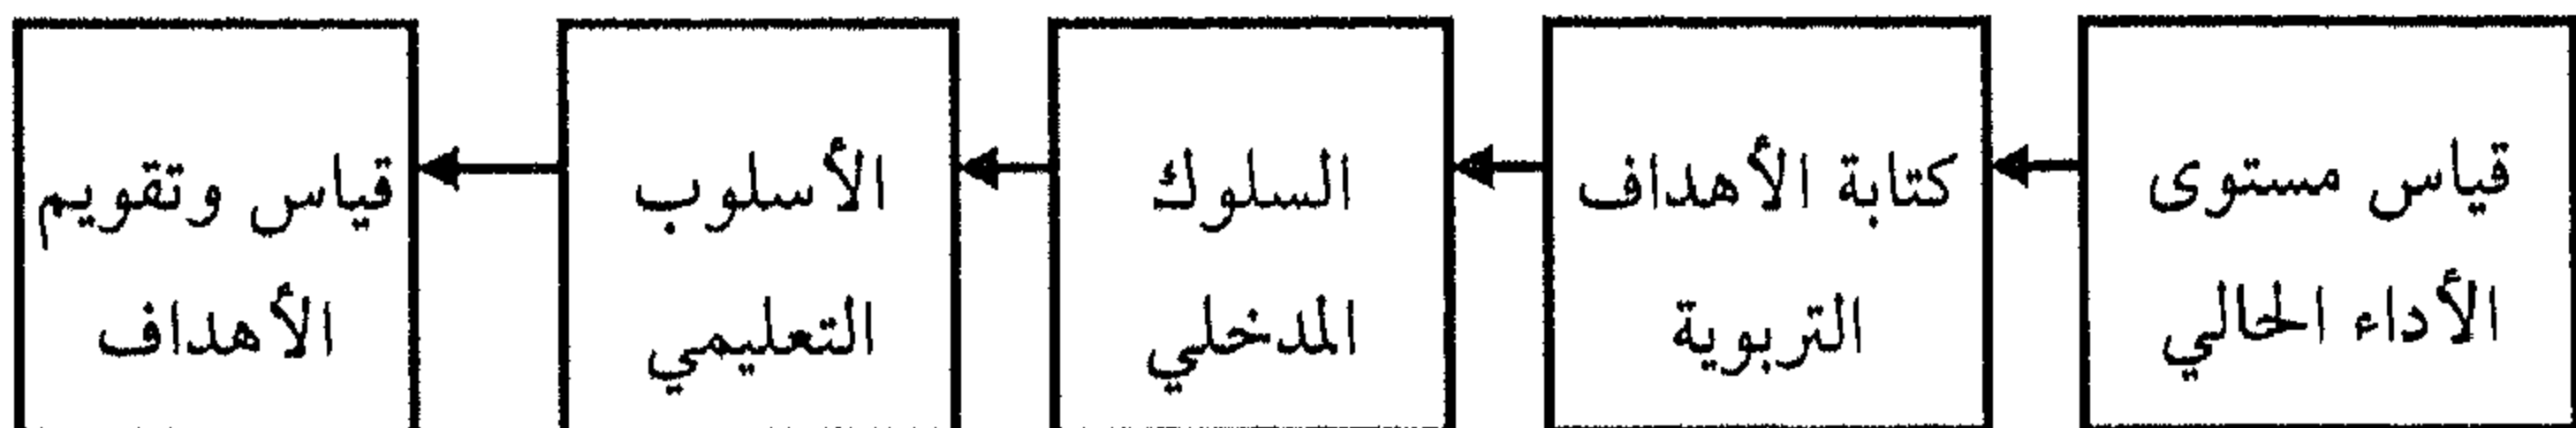 قياس مستوى
الأداء الحالي
كتابة الأهداف
التربوية
السلوك
المدخلي
الأسلوب
التعليمي
قياس وتقويم
الأهداف